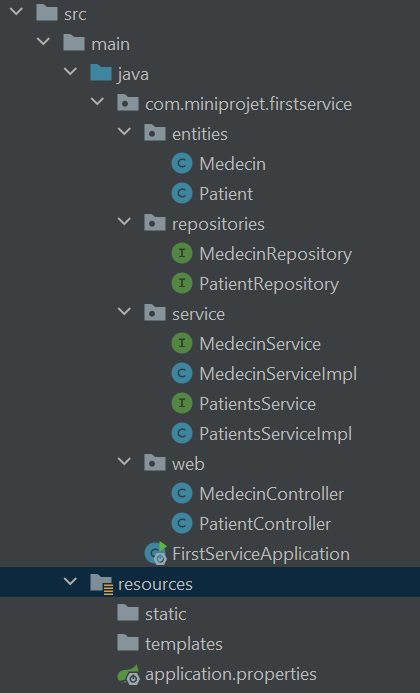 src
main
java
com.miniprojet.firstservice
entities
C Medecin
C Patient
repositories
I MedecinRepository
I PatientRepository
service
I MedecinService
C MedecinServiceImpl
I PatientsService
C PatientsServiceImpl
web
C MedecinController
C PatientController
FirstServiceApplication
resources
static
templates
application.properties